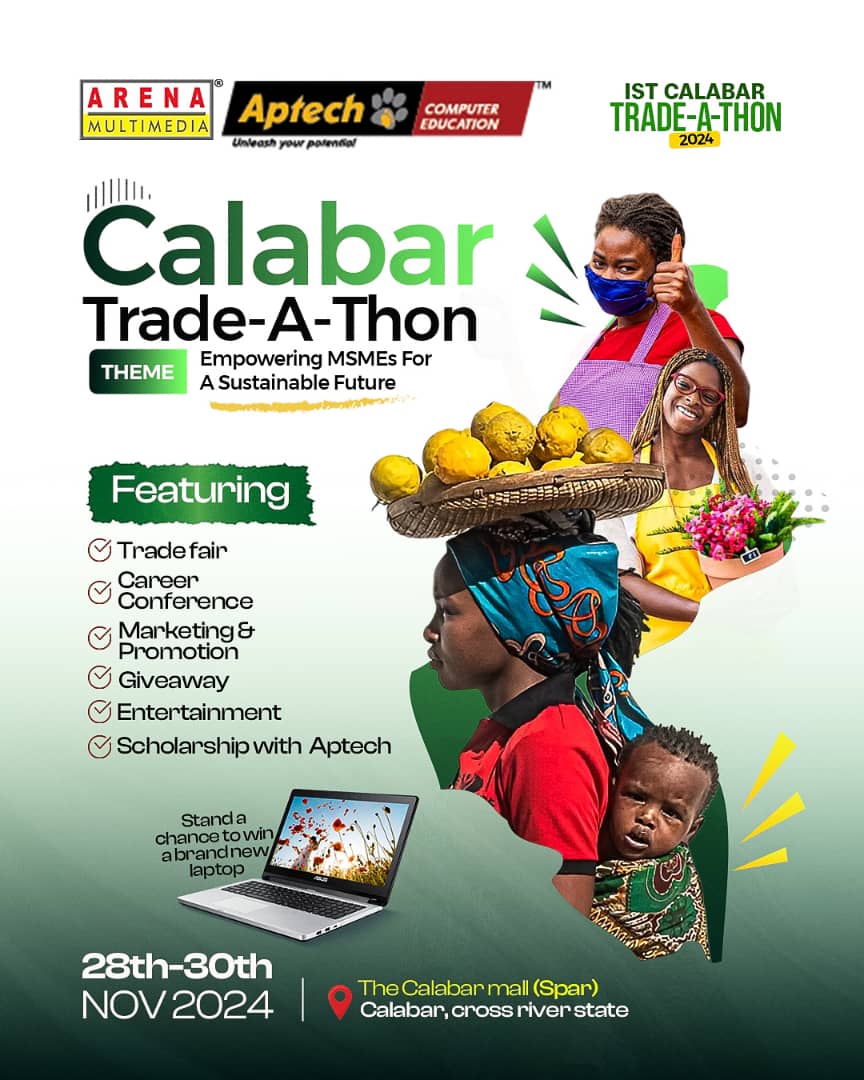 ARENA
MULTIMEDIA
®
Aptech
COMPUTER
EDUCATION
TM
Unleash your potential
IST CALABAR
TRADE-A-THON
2024
Calabar
Trade-A-Thon
THEME
Empowering MSMEs For
A Sustainable Future
Featuring
Trade fair
Career
Conference
Marketing &
Promotion
Giveaway
Entertainment
Scholarship with Aptech
Stand a
chance to win
a brand new
laptop
ASUS
28th-30th
NOV 2024
The Calabar mall (Spar)
Calabar, cross river state